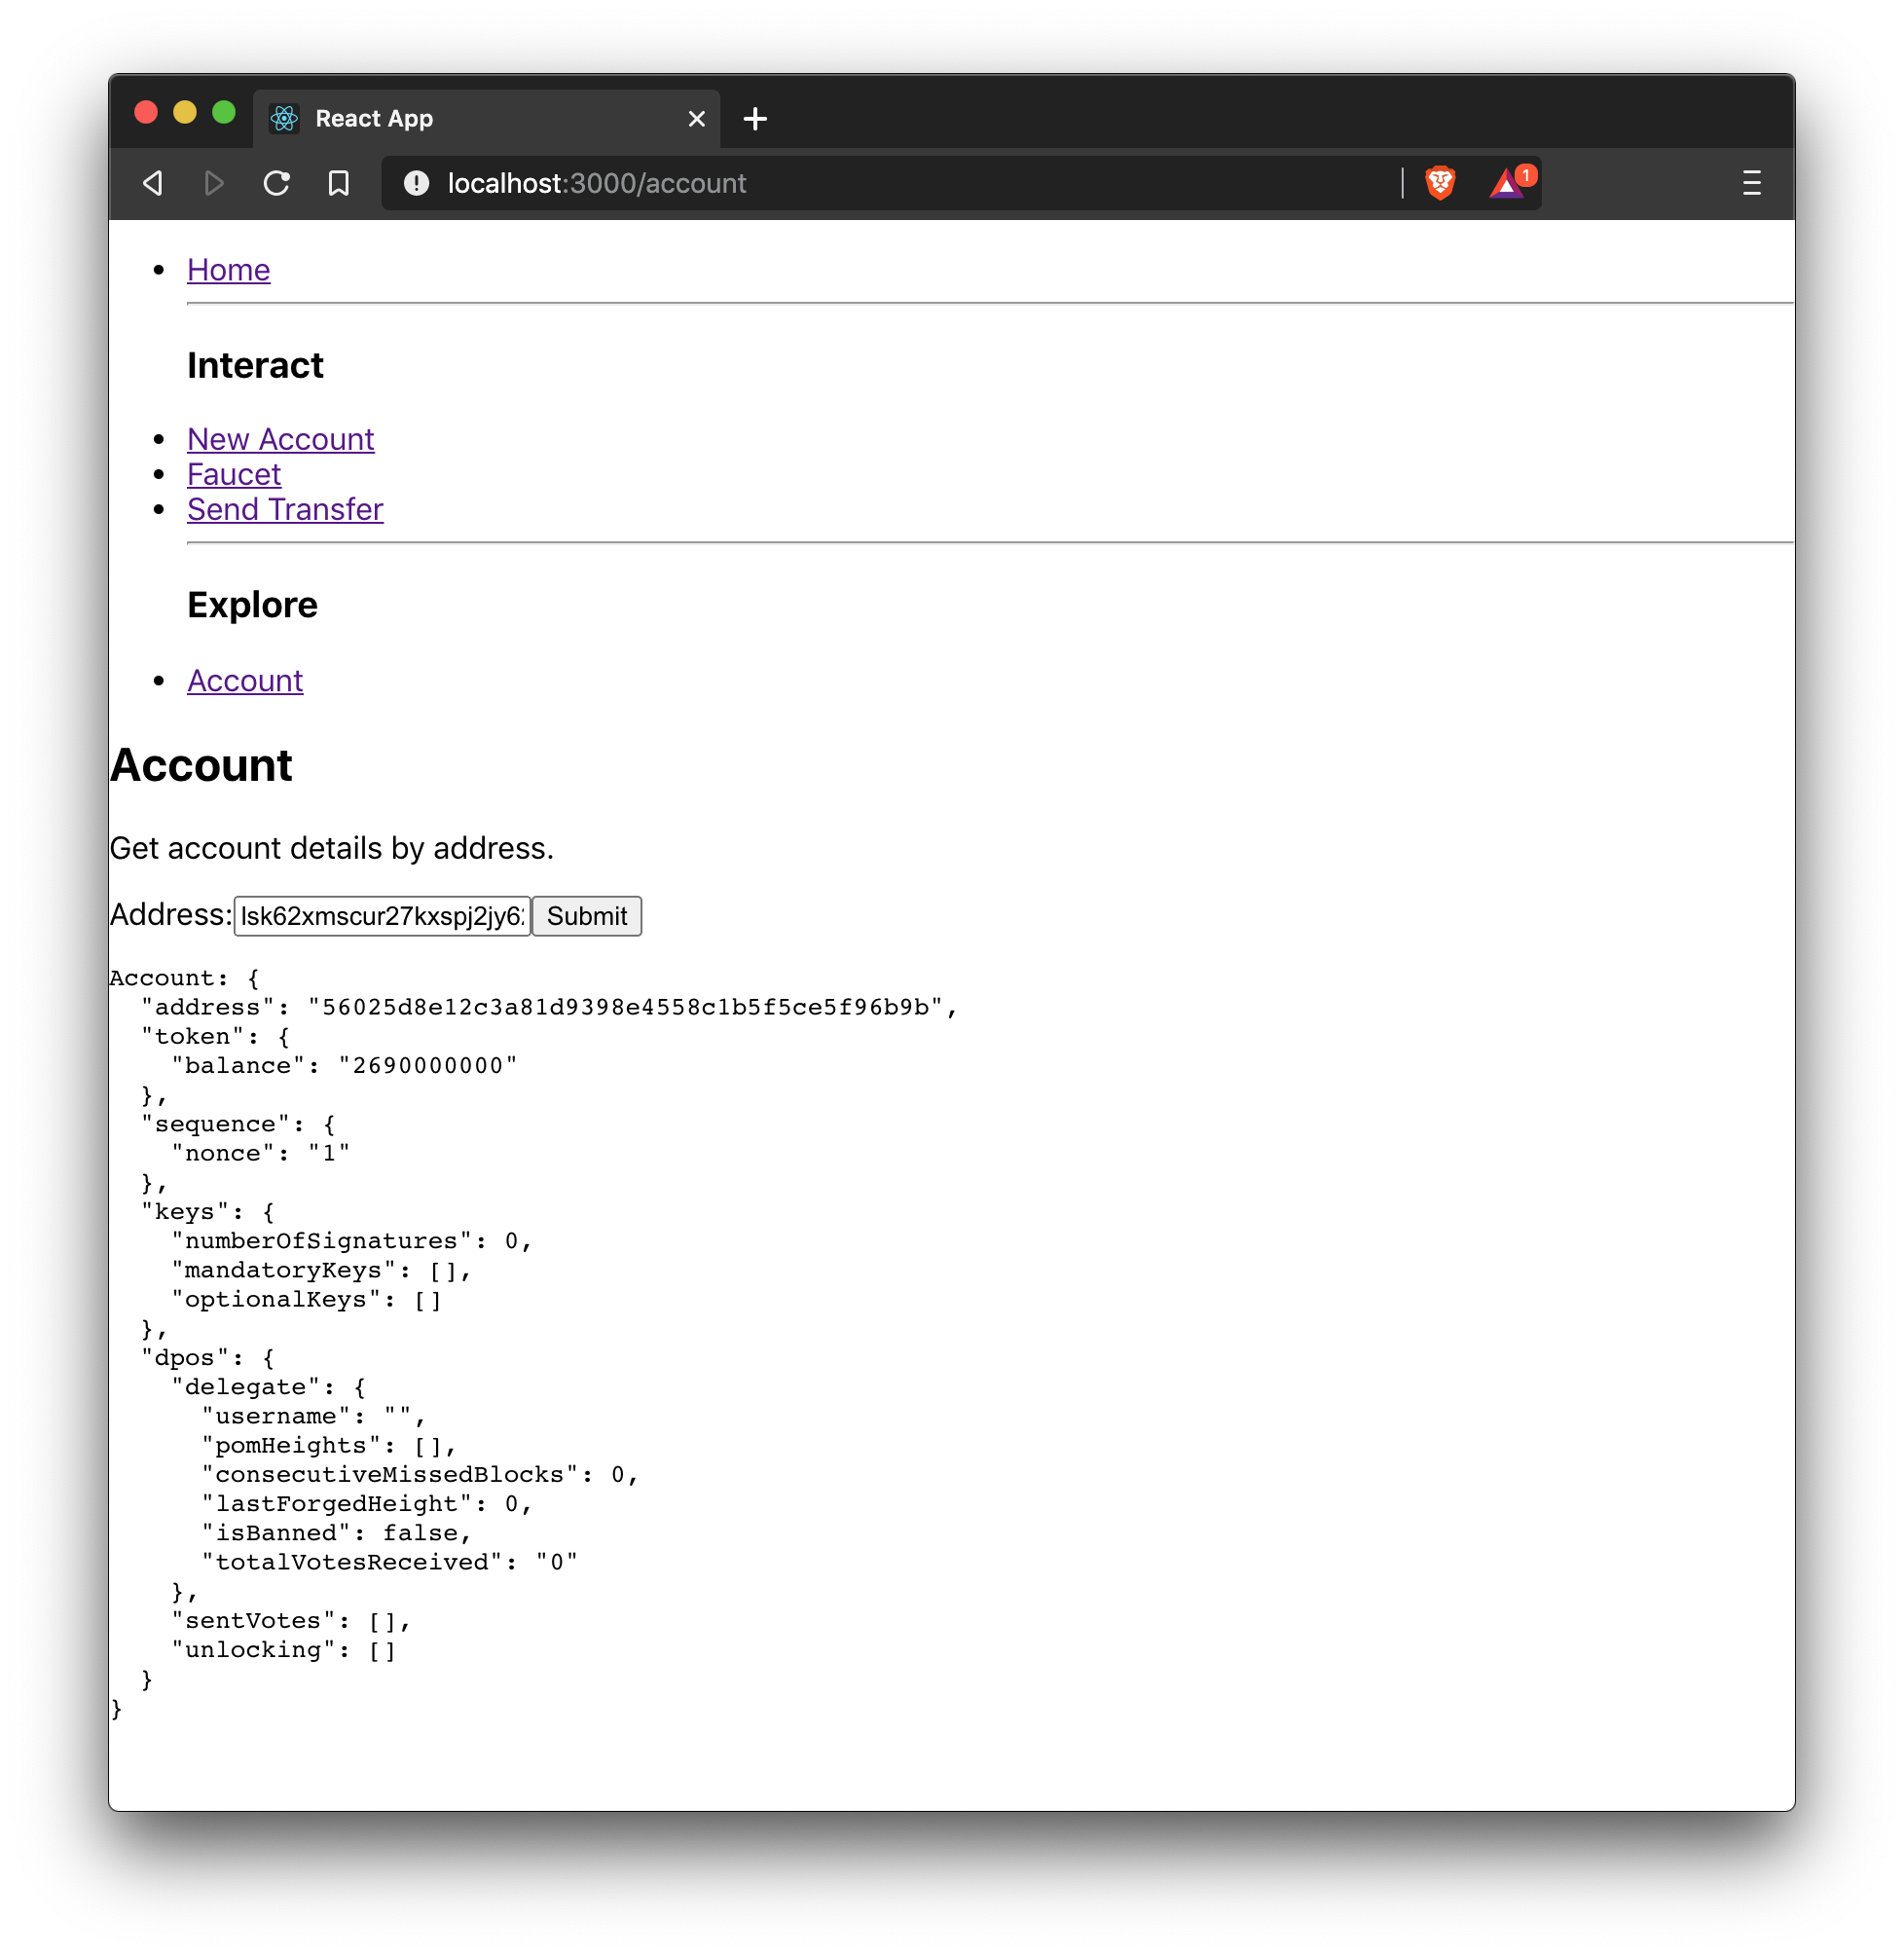 React App
localhost:3000/account
1
Home
Interact
New Account
Faucet
Send Transfer
Explore
Account
Account
Get account details by address.
Address: lsk62xmscur27kxspj2jy62 Submit
Account: {
  "address": "56025d8e12c3a81d9398e4558c1b5f5ce5f96b9b",
  "token": {
    "balance": "2690000000"
  },
  "sequence": {
    "nonce": "1"
  },
  "keys": {
    "numberOfSignatures": 0,
    "mandatoryKeys": [],
    "optionalKeys": []
  },
  "dpos": {
    "delegate": {
      "username": "",
      "pomHeights": [],
      "consecutiveMissedBlocks": 0,
      "lastForgedHeight": 0,
      "isBanned": false,
      "totalVotesReceived": "0"
    },
    "sentVotes": [],
    "unlocking": []
  }
}